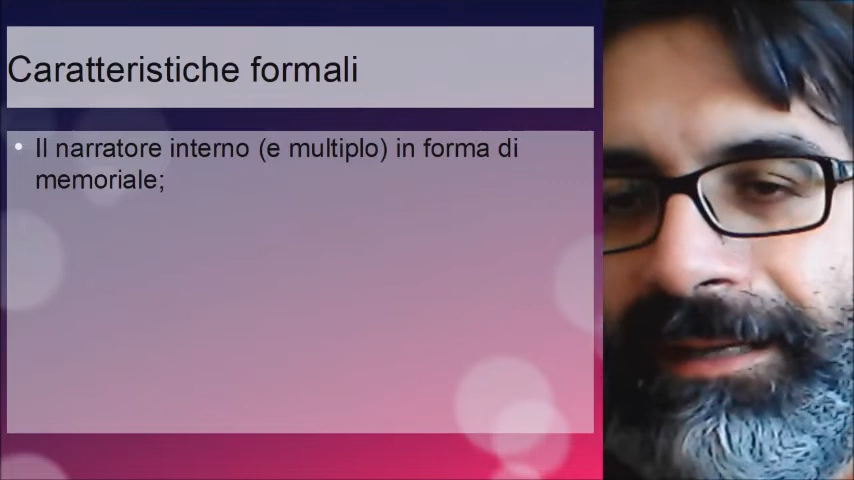 Caratteristiche formali
• Il narratore interno (e multiplo) in forma di
memoriale;